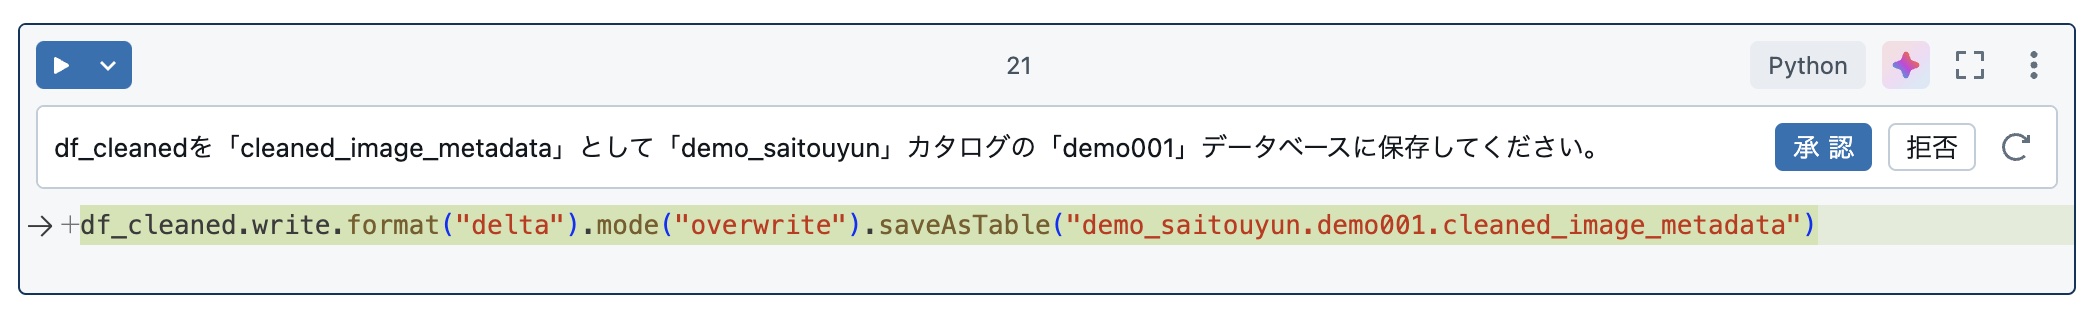 21
Python
df_cleanedを「cleaned_image_metadata」として「demo_saitouyun」カタログの「demo001」データベースに保存してください。
承認
拒否
+df_cleaned.write.format("delta").mode("overwrite").saveAsTable("demo_saitouyun.demo001.cleaned_image_metadata")